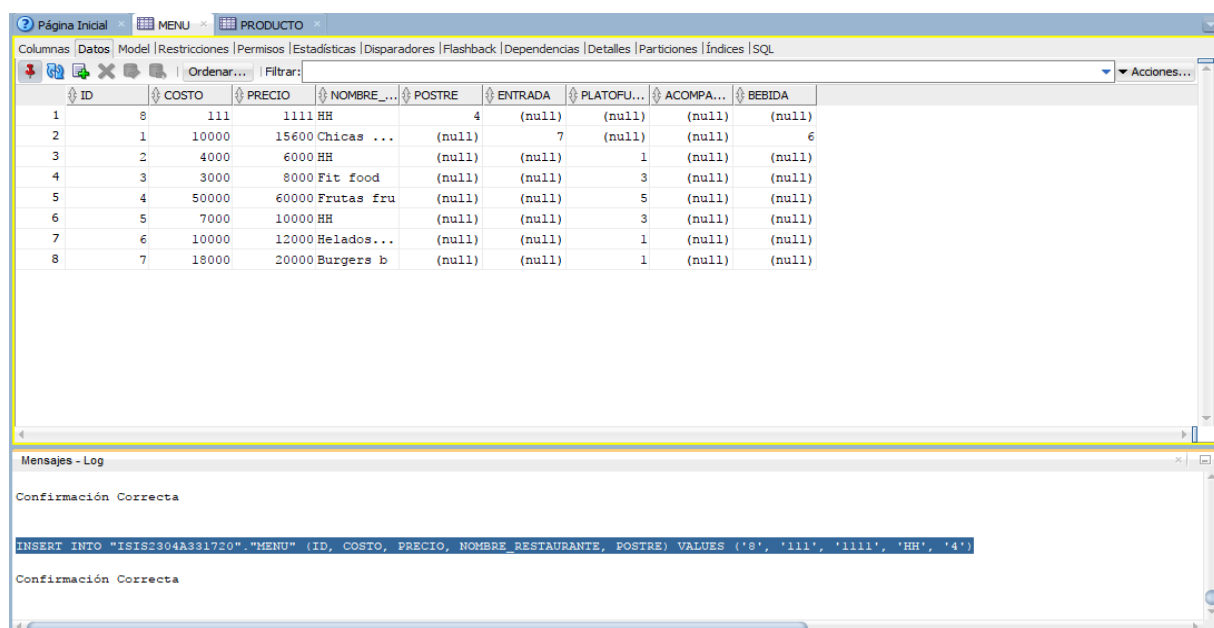 Página Inicial × MENU × PRODUCTO ×
Columnas Datos Model |Restricciones |Permisos |Estadísticas |Disparadores |Flashback |Dependencias |Detalles |Particiones |Índices |SQL
Ordenar... Filtrar: Acciones...
ID COSTO PRECIO NOMBRE_... POSTRE ENTRADA PLATOFU... ACOMPA... BEBIDA
1 8 111 1111 HH 4 (null) (null) (null) (null)
2 1 10000 15600 Chicas ... (null) 7 (null) (null) 6
3 2 4000 6000 HH (null) (null) 1 (null) (null)
4 3 3000 8000 Fit food (null) (null) 3 (null) (null)
5 4 50000 60000 Frutas fru (null) (null) 5 (null) (null)
6 5 7000 10000 HH (null) (null) 3 (null) (null)
7 6 10000 12000 Helados... (null) (null) 1 (null) (null)
8 7 18000 20000 Burgers b (null) (null) 1 (null) (null)
Mensajes - Log
Confirmación Correcta
INSERT INTO "ISIS2304A331720"."MENU" (ID, COSTO, PRECIO, NOMBRE_RESTAURANTE, POSTRE) VALUES ('8', '111', '1111', 'HH', '4')
Confirmación Correcta